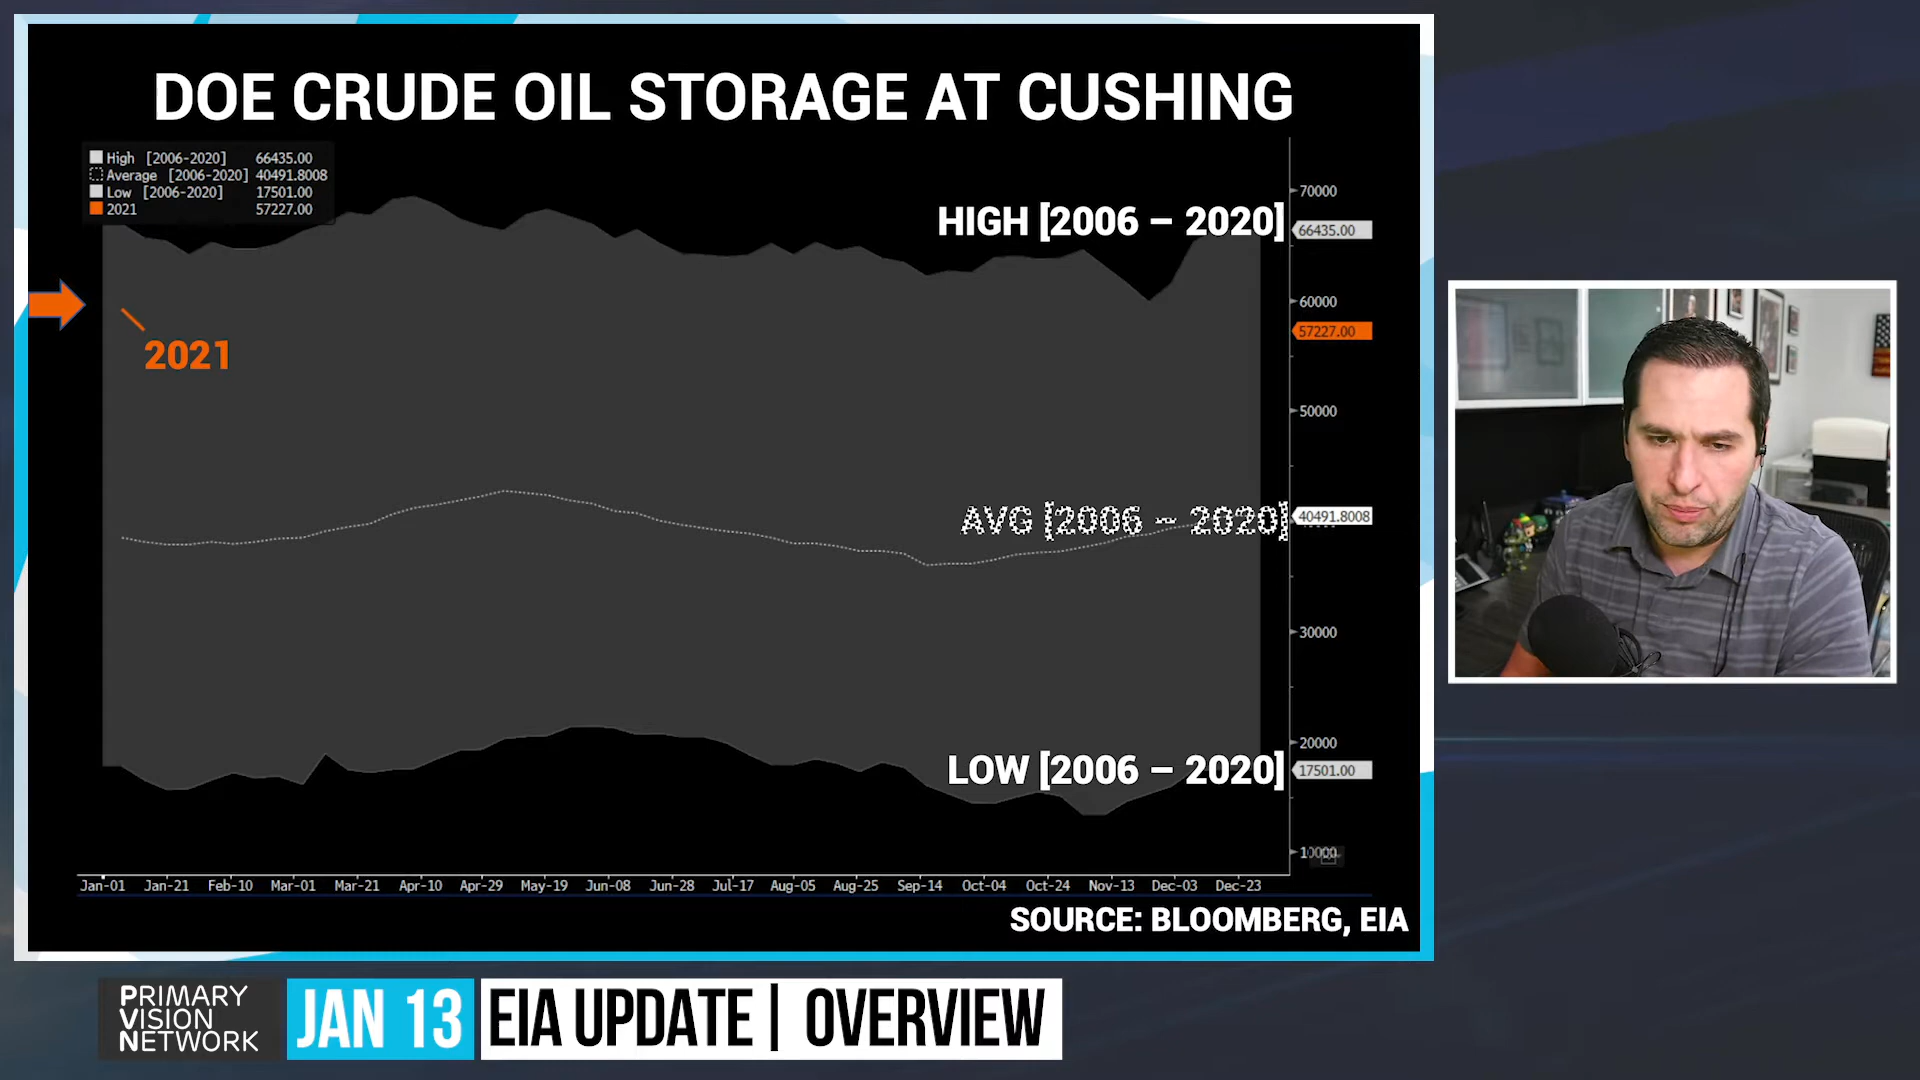 DOE CRUDE OIL STORAGE AT CUSHING
High [2006-2020] 66435.00
Average [2006-2020] 40491.8008
Low [2006-2020] 17501.00
2021 57227.00
70000
HIGH [2006 – 2020]
66435.00
60000
57227.00
2021
50000
AVG [2006 – 2020]
40491.8008
30000
20000
LOW [2006 – 2020]
17501.00
10000
Jan-01 Jan-21 Feb-10 Mar-01 Mar-21 Apr-10 Apr-29 May-19 Jun-08 Jun-28 Jul-17 Aug-05 Aug-25 Sep-14 Oct-04 Oct-24 Nov-13 Dec-03 Dec-23
SOURCE: BLOOMBERG, EIA
PRIMARY
VISION
NETWORK
JAN 13
EIA UPDATE | OVERVIEW